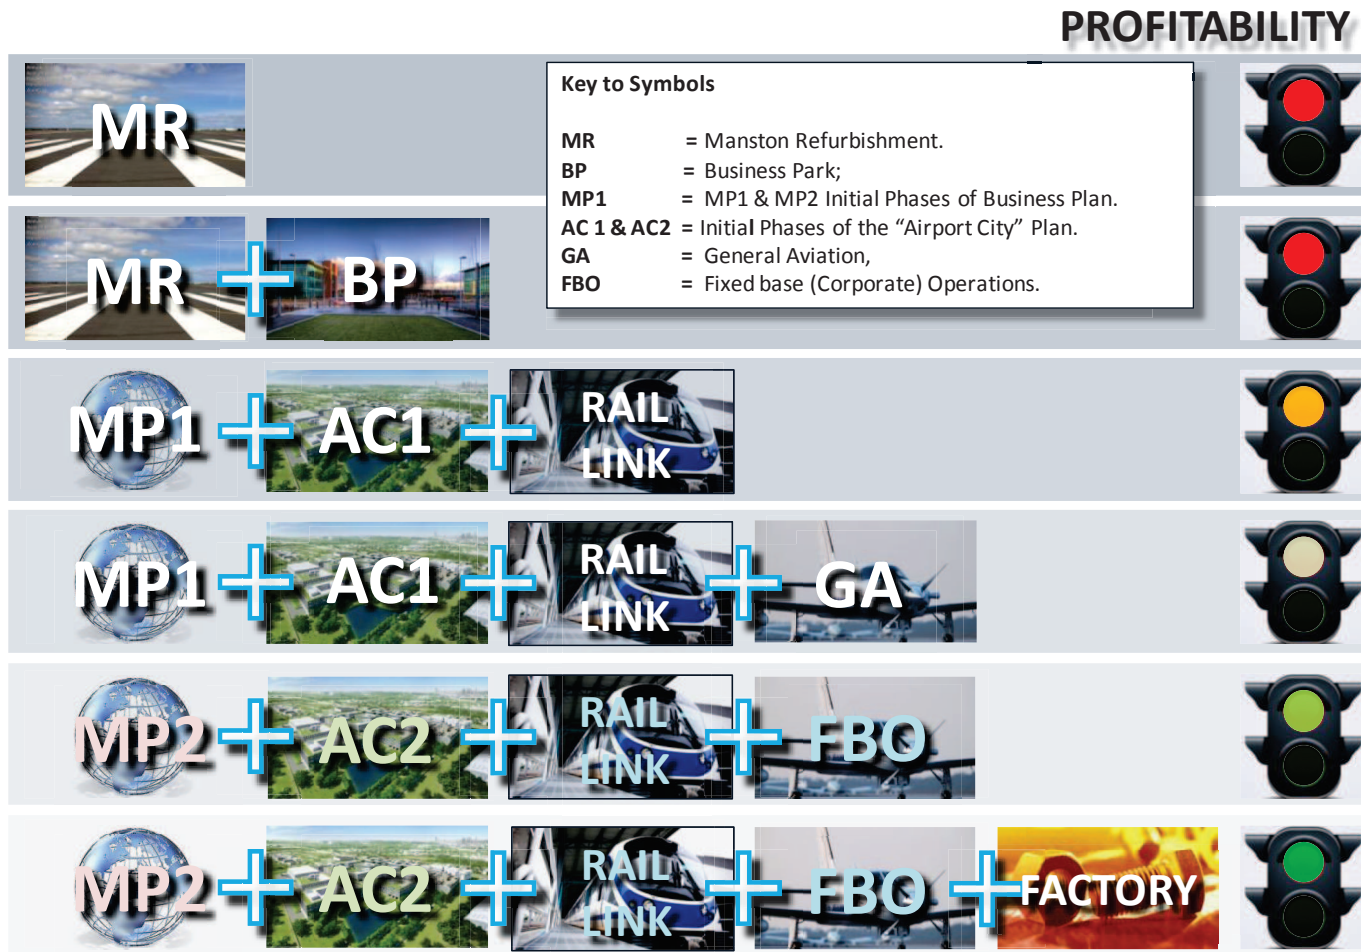 PROFITABILITY
MR
Key to Symbols
MR = Manston Refurbishment.
BP = Business Park;
MP1 = MP1 & MP2 Initial Phases of Business Plan.
AC 1 & AC2 = Initial Phases of the “Airport City” Plan.
GA = General Aviation,
FBO = Fixed base (Corporate) Operations.
MR + BP
MP1 + AC1 + RAIL
LINK
MP1 + AC1 + RAIL
LINK + GA
MP2 + AC2 + RAIL
LINK + FBO
MP2 + AC2 + RAIL
LINK + FBO + FACTORY